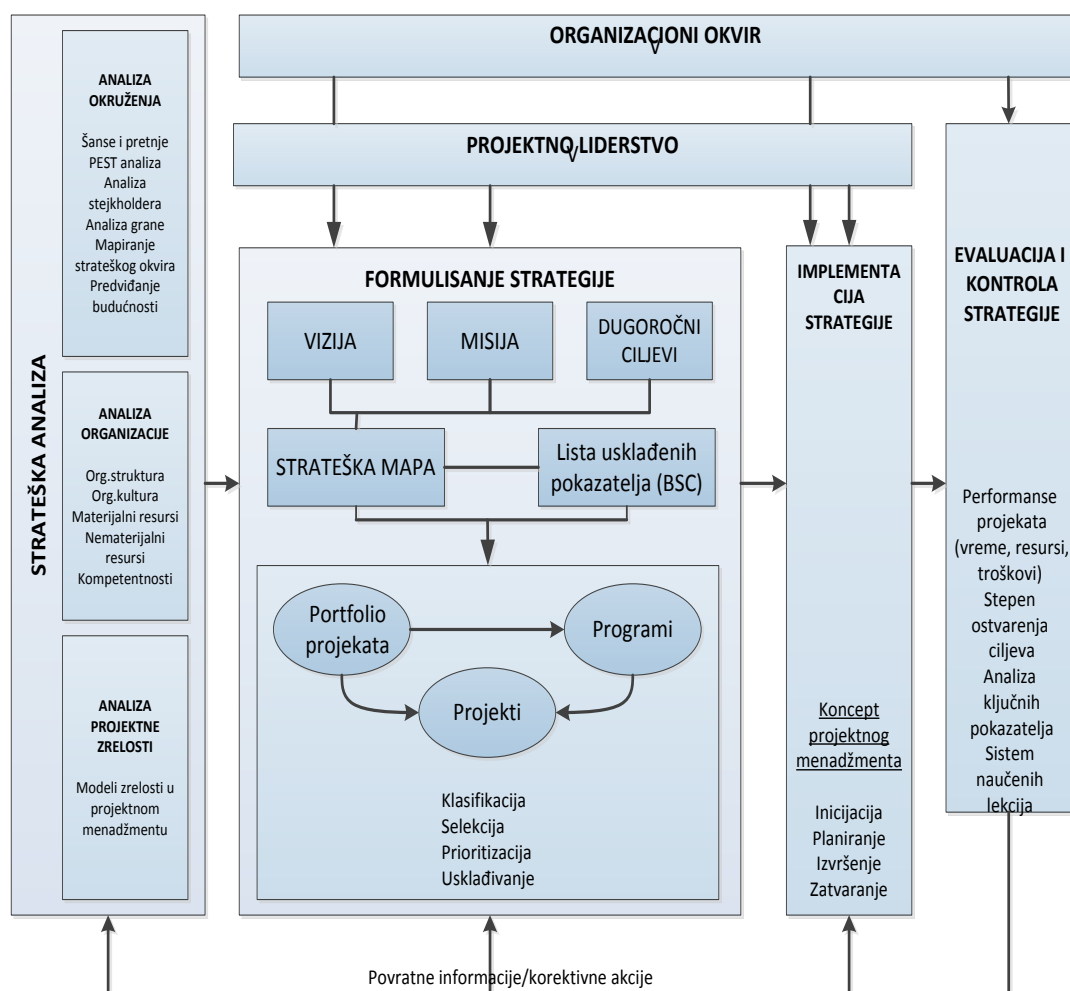 ORGANIZACIONI OKVIR
PROJEKTNO LIDERSTVO
STRATEŠKA ANALIZA
ANALIZA
OKRUŽENJA
Šanse i pretnje
PEST analiza
Analiza
stejkholdera
Analiza grane
Mapiranje
strateškog okvira
Predviđanje
budućnosti
ANALIZA
ORGANIZACIJE
Org.struktura
Org.kultura
Materijalni resursi
Nematerijalni
resursi
Kompetentnosti
ANALIZA
PROJEKTNE
ZRELOSTI
Modeli zrelosti u
projektnom
menadžmentu
FORMULISANJE STRATEGIJE
VIZIJA
MISIJA
DUGOROČNI
CILJEVI
STRATEŠKA MAPA
Lista usklađenih
pokazatelja (BSC)
Portfolio
projekata
Programi
Projekti
Klasifikacija
Selekcija
Prioritizacija
Usklađivanje
IMPLEMENTA
CIJA
STRATEGIJE
Koncept
projektnog
menadžmenta
Inicijacija
Planiranje
Izvršenje
Zatvaranje
EVALUACIJA I
KONTROLA
STRATEGIJE
Performanse
projekata
(vreme, resursi,
troškovi)
Stepen
ostvarenja
ciljeva
Analiza
ključnih
pokazatelja
Sistem
naučenih
lekcija
Povratne informacije/korektivne akcije